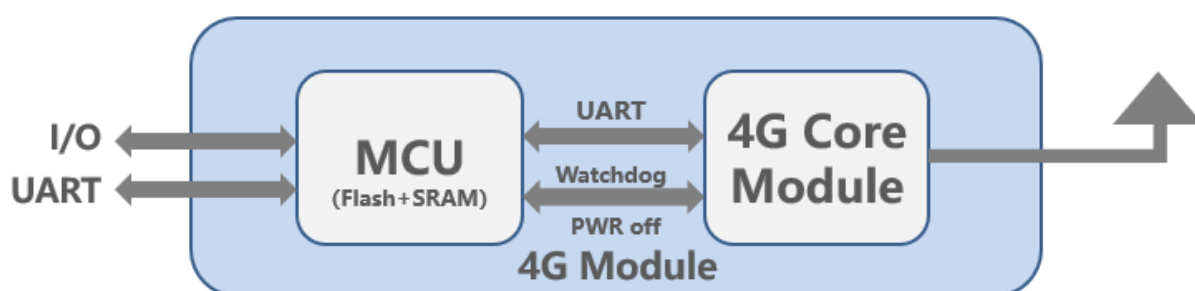 I/O
UART
MCU
(Flash+SRAM)
UART
Watchdog
PWR off
4G Core
Module
4G Module